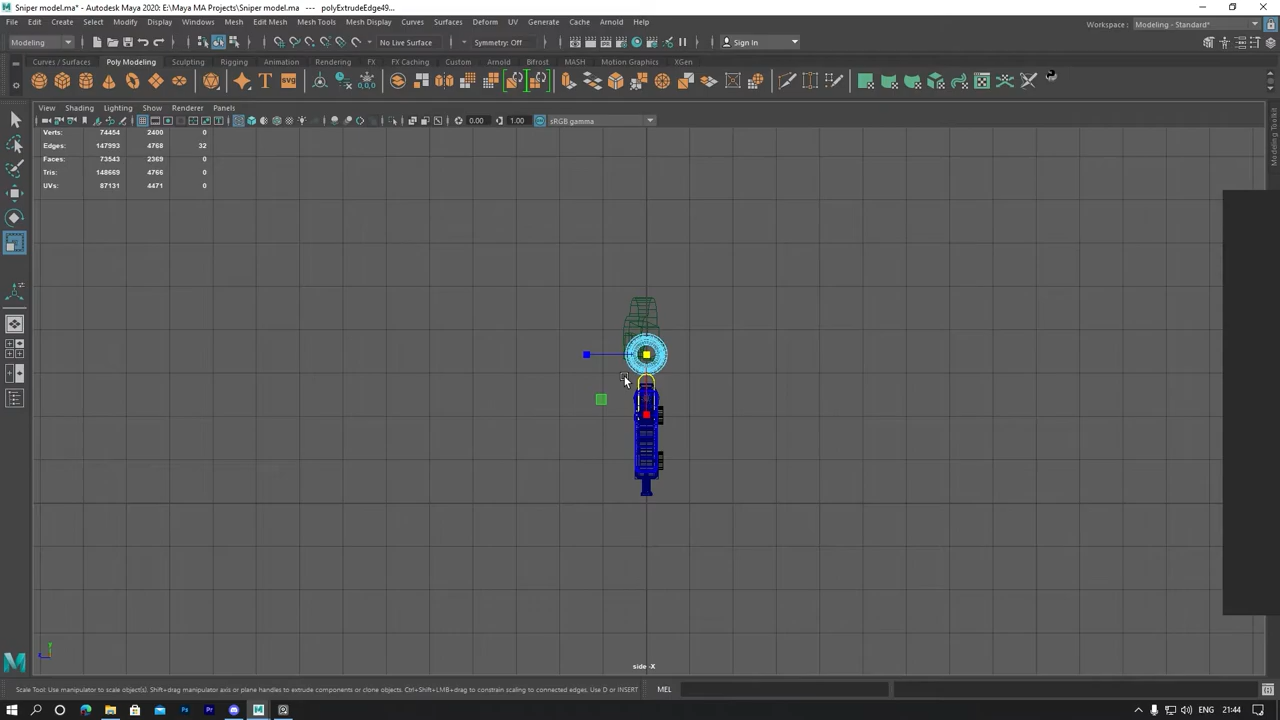 Sniper model.ma* - Autodesk Maya 2020: E:\Maya MA Projects\Sniper model.ma --- polyExtrudeEdge49...
File Edit Create Select Modify Display Windows Mesh Edit Mesh Mesh Tools Mesh Display Curves Surfaces Deform UV Generate Cache Arnold Help
Workspace : Modeling - Standard*
Modeling No Live Surface Symmetry: Off Sign In
Curves / Surfaces Poly Modeling Sculpting Rigging Animation Rendering FX FX Caching Custom Arnold Bifrost MASH Motion Graphics XGen
View Shading Lighting Show Renderer Panels
0.00 1.00 sRGB gamma
Verts: 74454 2400 0
Edges: 147993 4768 32
Faces: 73543 2369 0
Tris: 148669 4766 0
UVs: 87131 4471 0
Modeling Toolkit
side -X
Scale Tool: Use manipulator to scale object(s). Shift+drag manipulator axis or plane handles to extrude components or clone objects. Ctrl+Shift+LMB+drag to constrain scaling to connected edges. Use D or INSERT
MEL
ENG 21:44